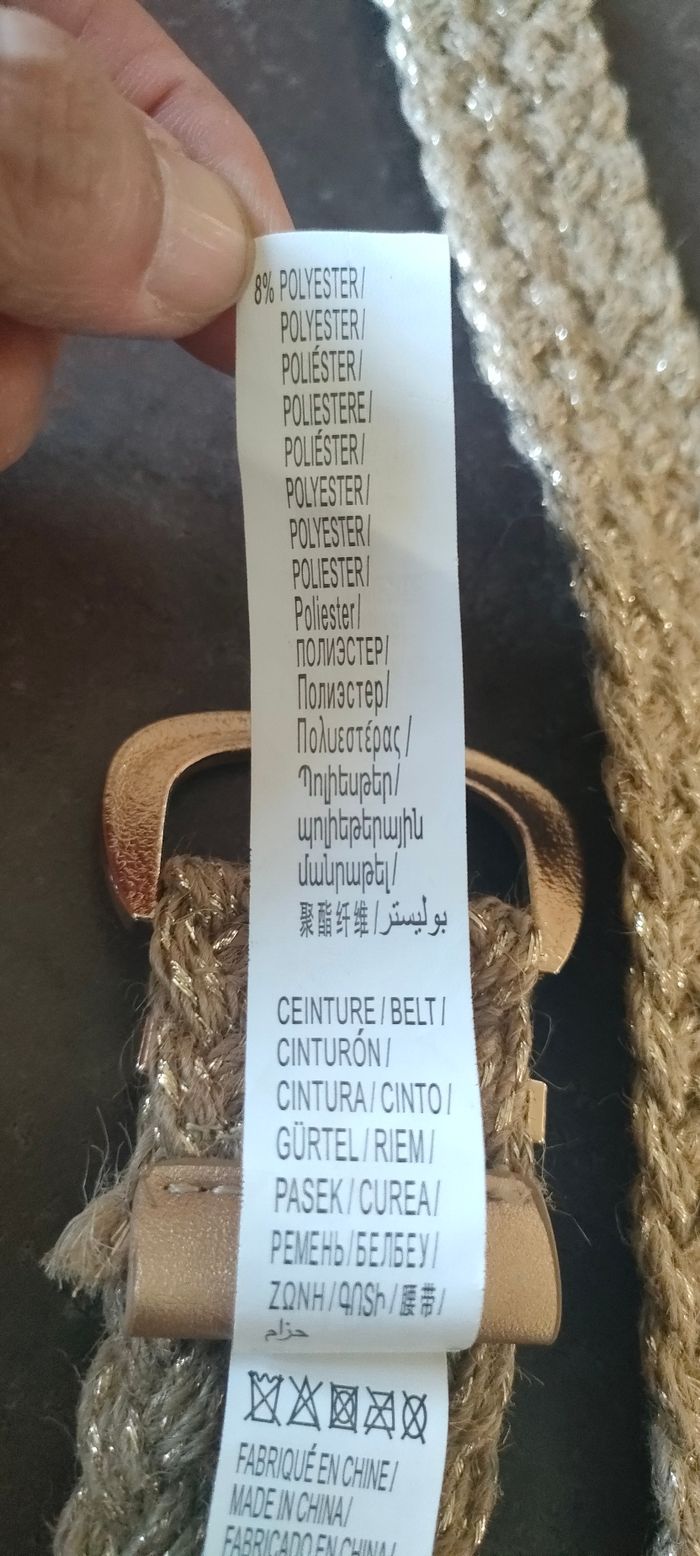 8% POLYESTER/
POLYESTER/
POLIÉSTER/
POLIESTERE/
POLIÉSTER/
POLYESTER/
POLYESTER/
POLIESTER/
Poliester/
ПОЛИЭСТЕР/
Полиэстер/
Πολυεστέρας/
Պոլիեսթեր/
պոլիեթերային
մանրաթել/
聚酯纤维/بوليستر
CEINTURE/BELT/
CINTURÓN/
CINTURA/CINTO/
GÜRTEL/RIEM/
PASEK/CUREA/
РЕМЕНЬ/БЕЛБЕУ/
ΖΩΝΗ/ԳՈՏԻ/腰带/
حزام
FABRIQUÉ EN CHINE/
MADE IN CHINA/
FABRICADO EN CHINA/